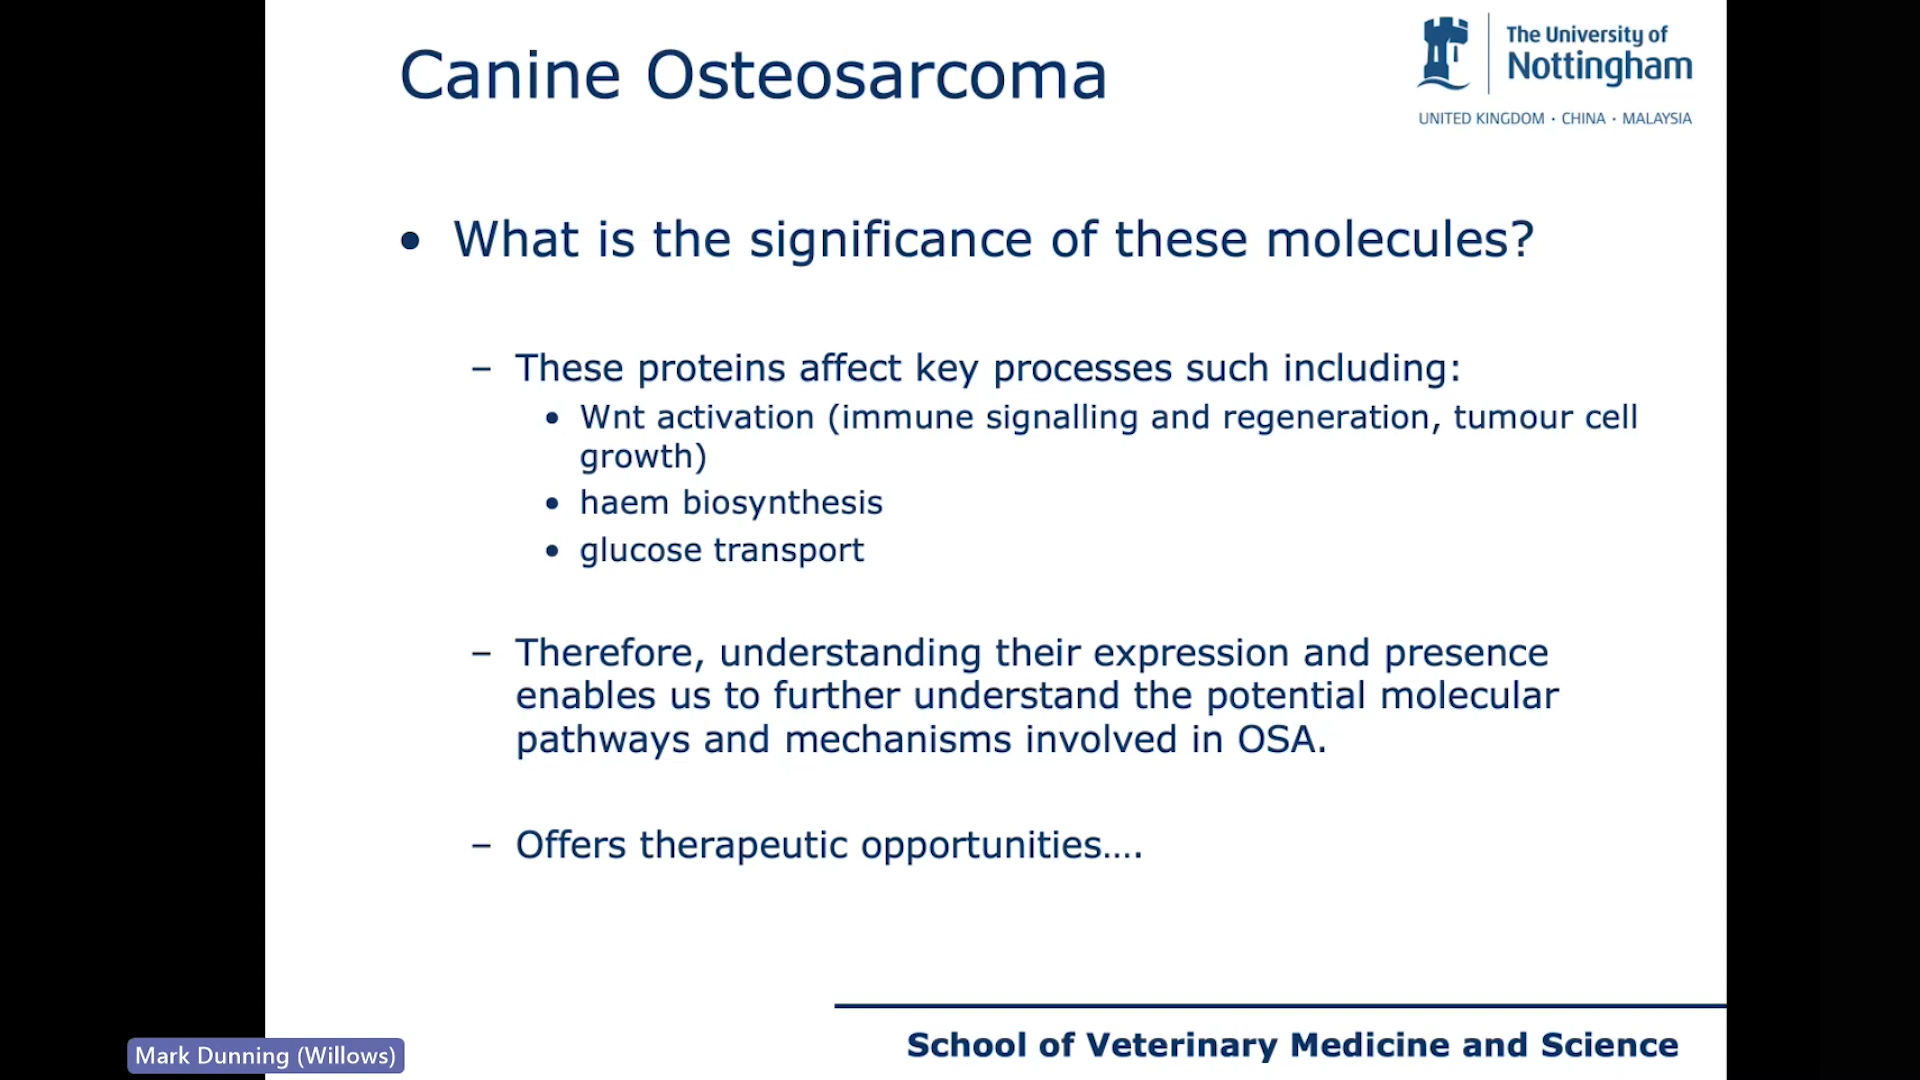 Canine Osteosarcoma
The University of
Nottingham
UNITED KINGDOM · CHINA · MALAYSIA
• What is the significance of these molecules?
– These proteins affect key processes such including:
• Wnt activation (immune signalling and regeneration, tumour cell
growth)
• haem biosynthesis
• glucose transport
– Therefore, understanding their expression and presence
enables us to further understand the potential molecular
pathways and mechanisms involved in OSA.
– Offers therapeutic opportunities….
School of Veterinary Medicine and Science
Mark Dunning (Willows)